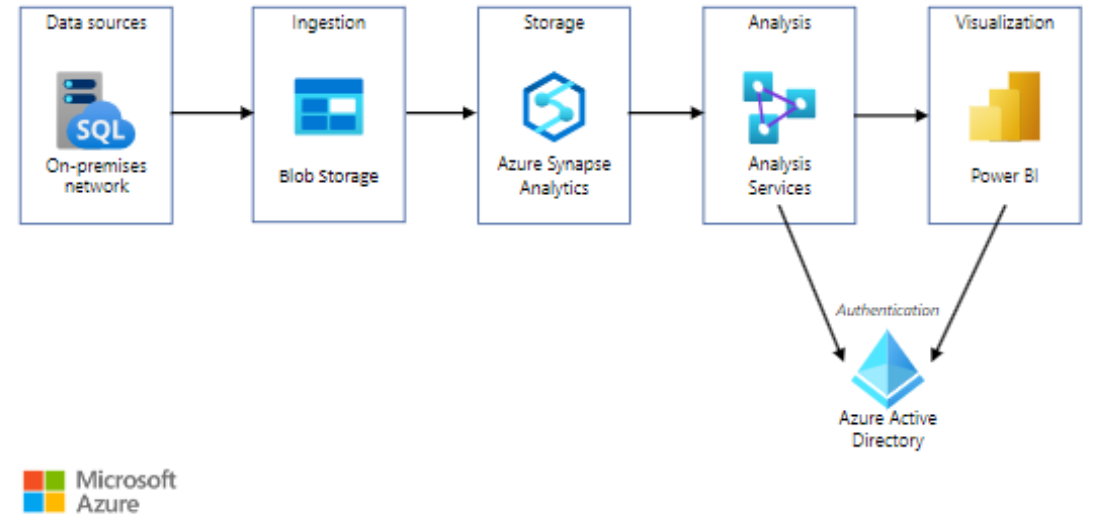 Data sources
Ingestion
Storage
Analysis
Visualization
SQL
On-premises
network
Blob Storage
Azure Synapse
Analytics
Analysis
Services
Power BI
Authentication
Azure Active
Directory
Microsoft
Azure